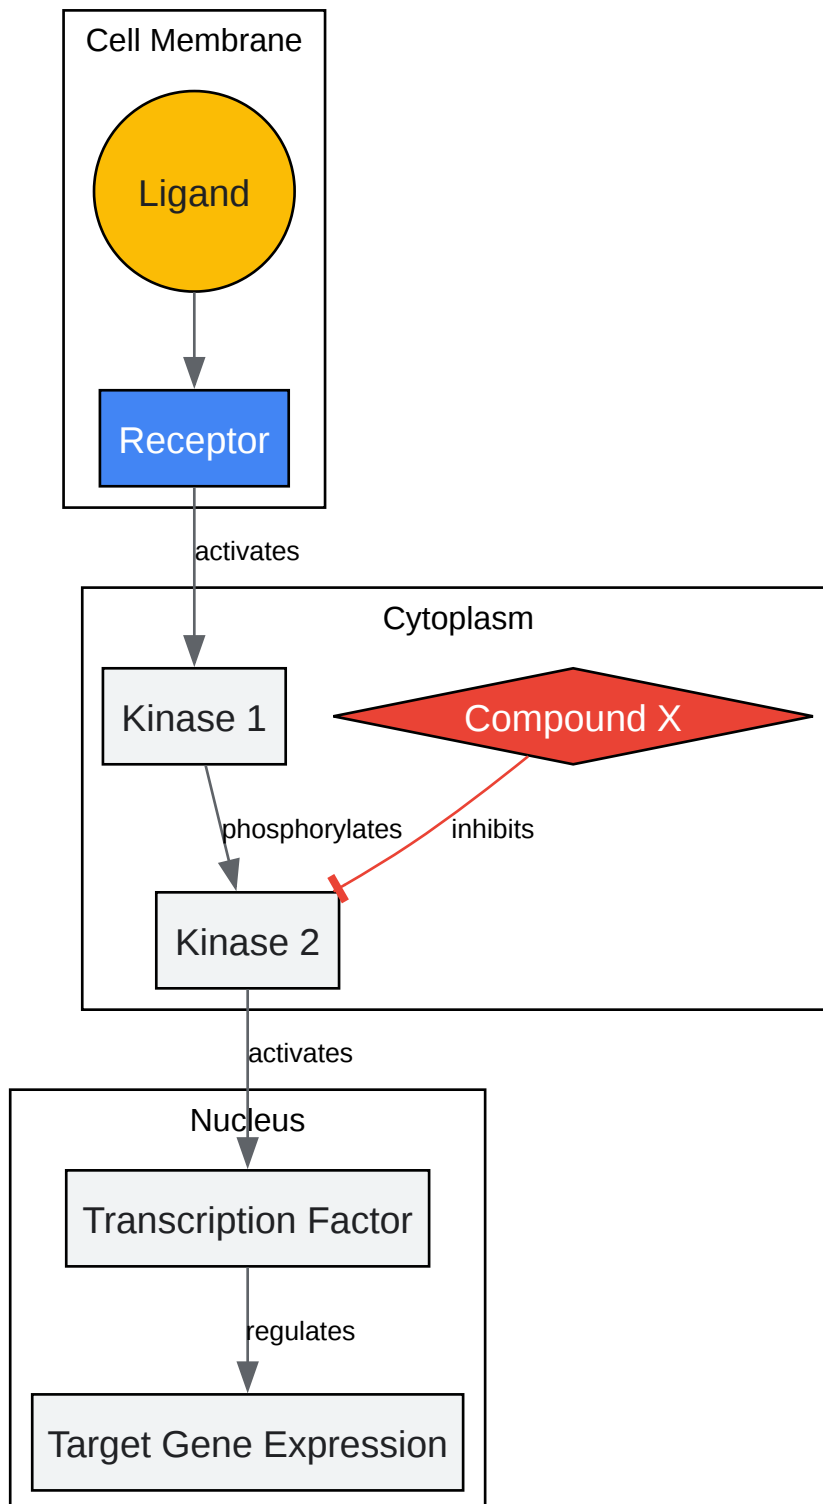 Cell Membrane
Ligand
Receptor
activates
Cytoplasm
Kinase 1
Compound X
phosphorylates
inhibits
Kinase 2
activates
Nucleus
Transcription Factor
regulates
Target Gene Expression